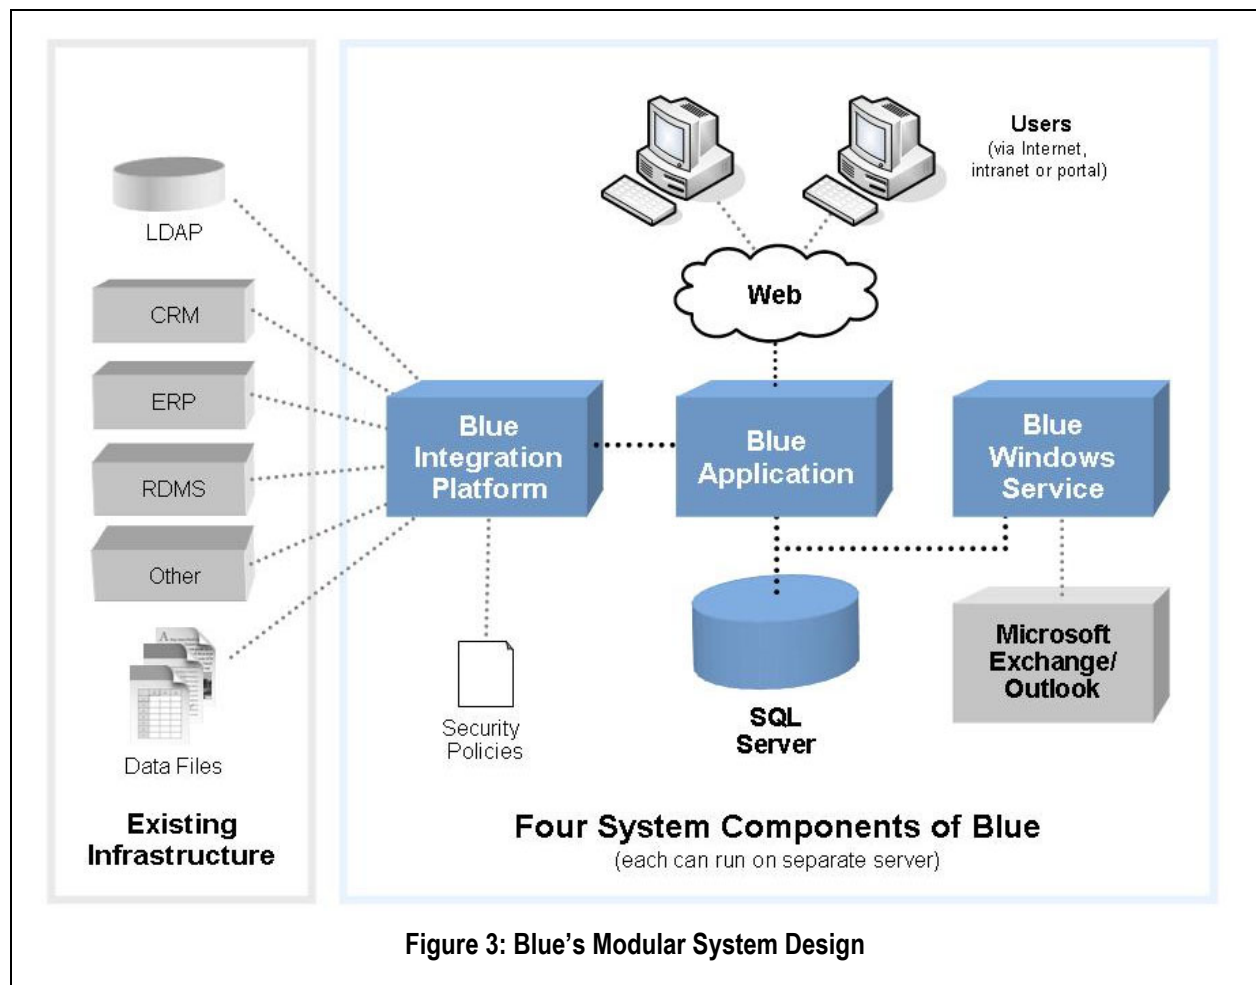 Users
(via Internet,
intranet or portal)
LDAP
CRM
Web
ERP
Blue
Integration
Platform
Blue
Application
Blue
Windows
Service
RDMS
Other
Microsoft
Exchange/
Outlook
SQL
Server
Security
Policies
Data Files
Existing
Infrastructure
Four System Components of Blue
(each can run on separate server)
Figure 3: Blue's Modular System Design